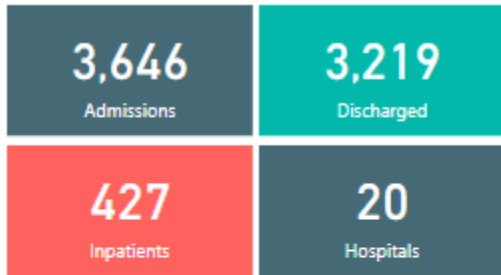 3,646
Admissions
3,219
Discharged
427
Inpatients
20
Hospitals